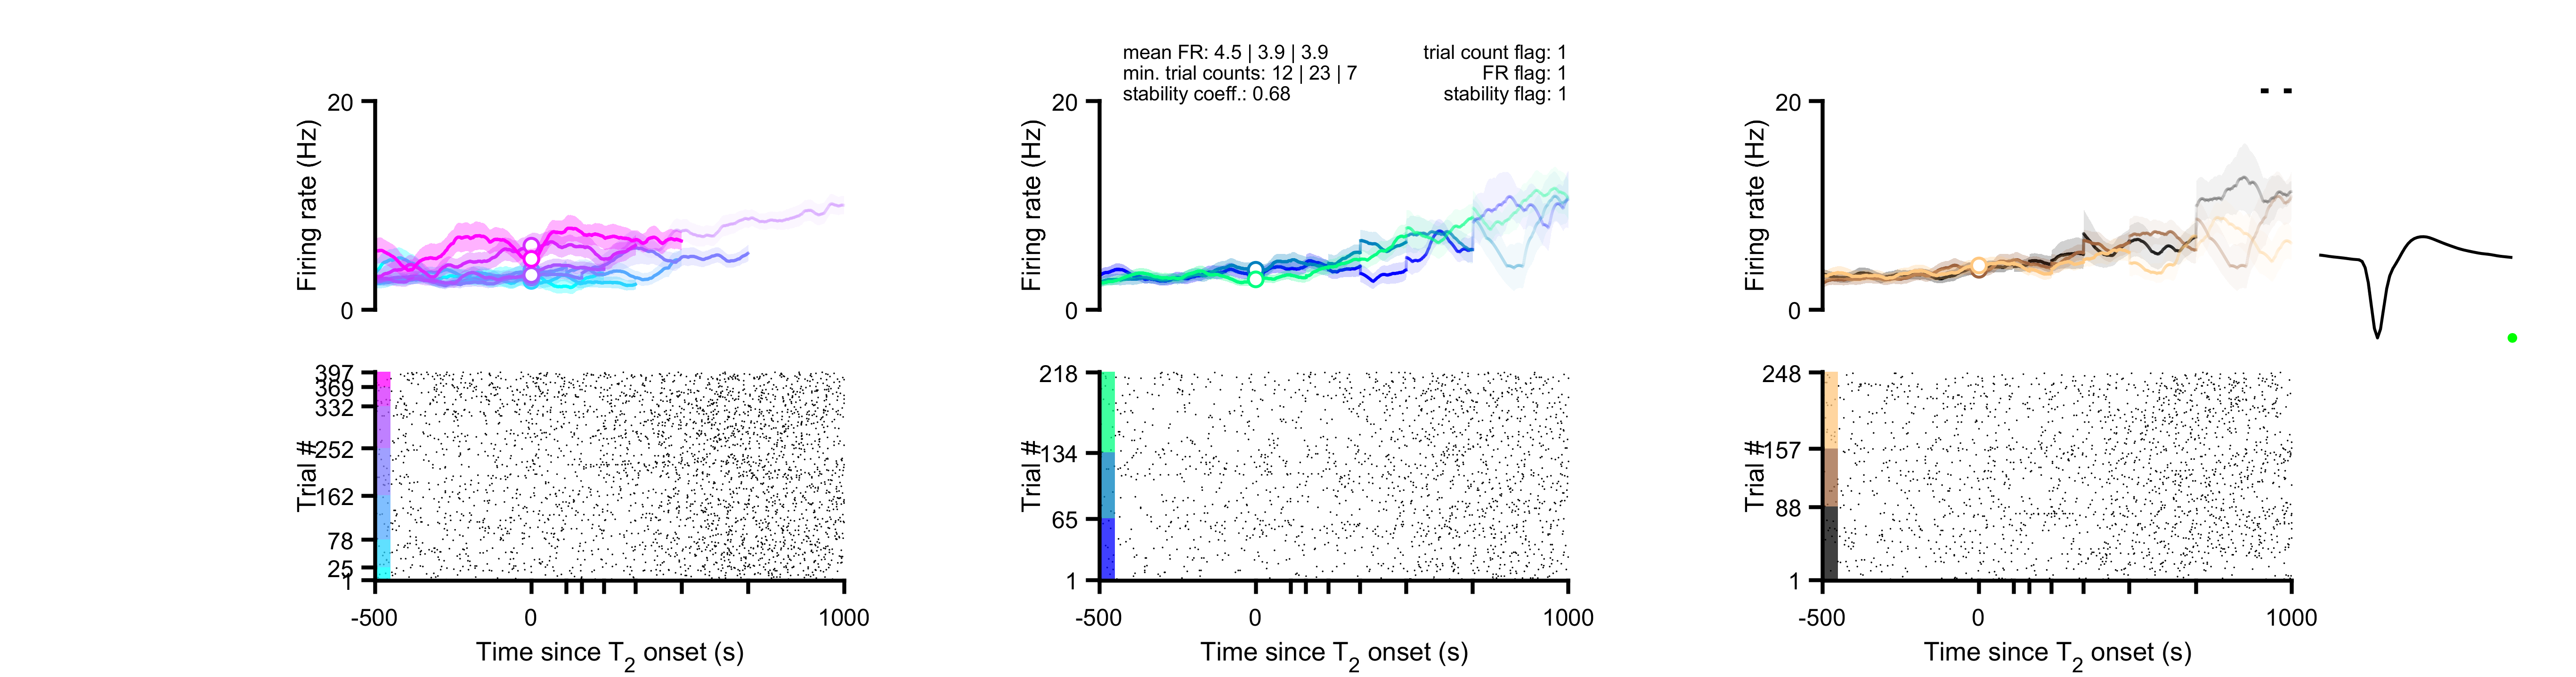 mean FR: 4.5 | 3.9 | 3.9
min. trial counts: 12 | 23 | 7
stability coeff.: 0.68
trial count flag: 1
FR flag: 1
stability flag: 1
20
Firing rate (Hz)
0
397
369
332
252
162
78
25
1
Trial #
-500
0
1000
Time since T2 onset (s)
20
Firing rate (Hz)
0
218
134
65
1
Trial #
-500
0
1000
Time since T2 onset (s)
20
Firing rate (Hz)
0
248
157
88
1
Trial #
-500
0
1000
Time since T2 onset (s)